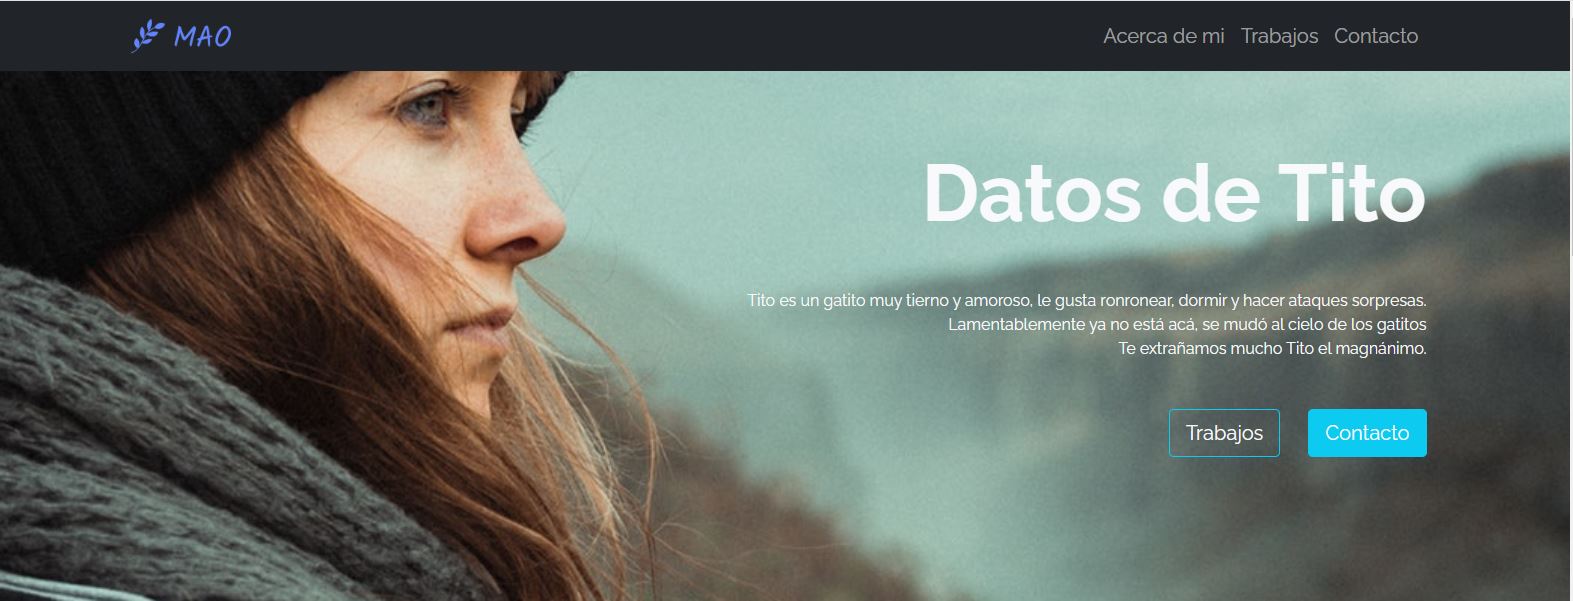 MAO
Acerca de mi Trabajos Contacto
Datos de Tito
Tito es un gatito muy tierno y amoroso, le gusta ronronear, dormir y hacer ataques sorpresas.
Lamentablemente ya no está acá, se mudó al cielo de los gatitos
Te extrañamos mucho Tito el magnánimo.
Trabajos Contacto